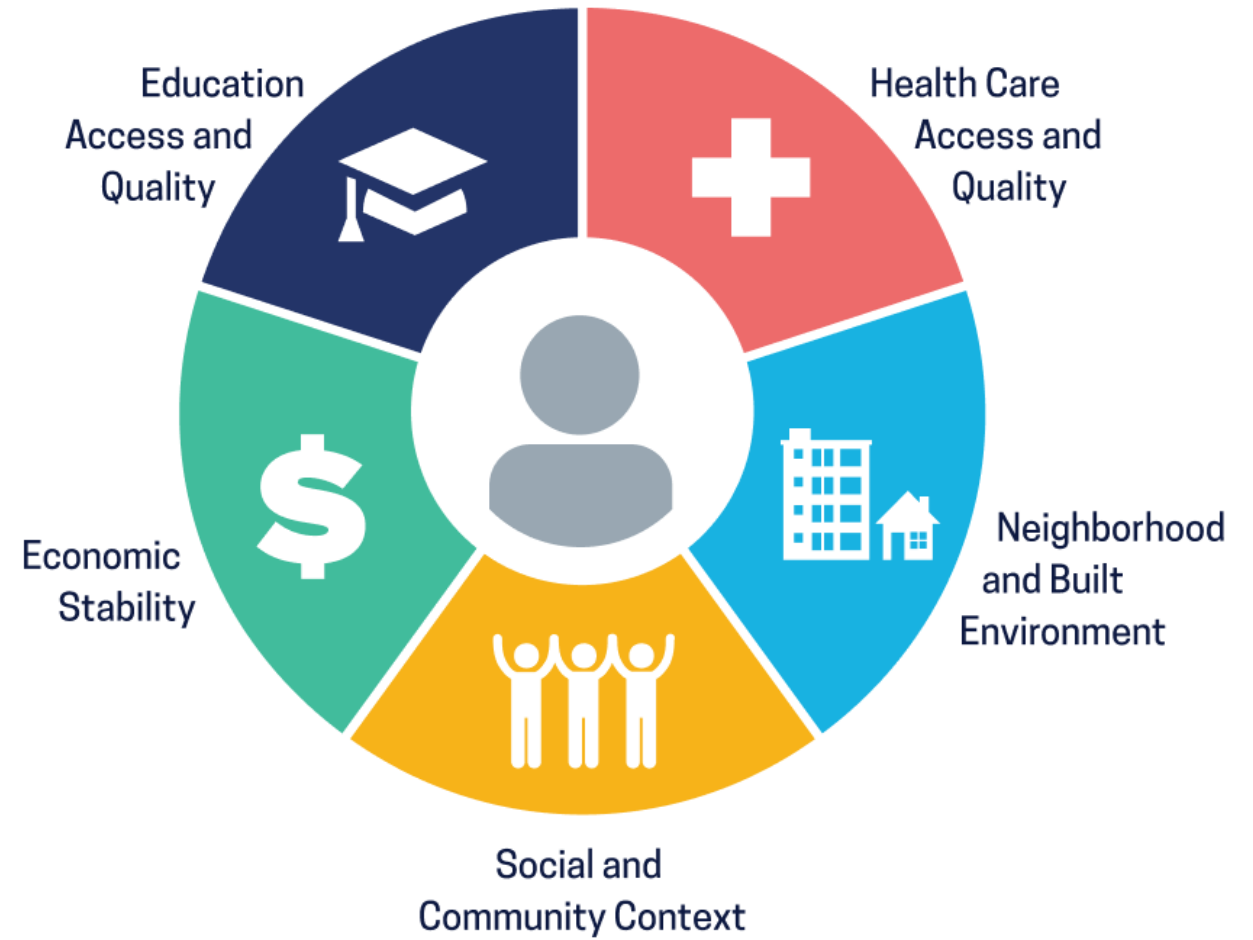 Education
Access and
Quality
Health Care
Access and
Quality
Economic
Stability
Neighborhood
and Built
Environment
Social and
Community Context